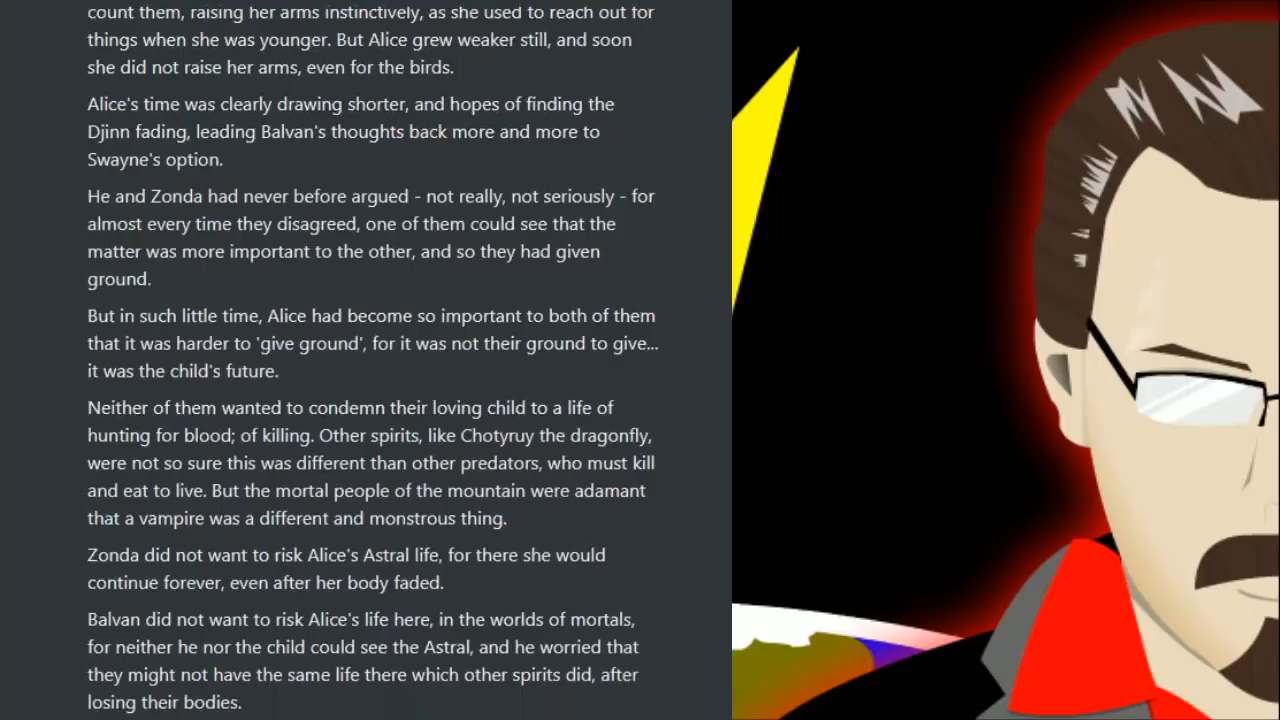 count them, raising her arms instinctively, as she used to reach out for
things when she was younger. But Alice grew weaker still, and soon
she did not raise her arms, even for the birds.
Alice's time was clearly drawing shorter, and hopes of finding the
Djinn fading, leading Balvan's thoughts back more and more to
Swayne's option.
He and Zonda had never before argued - not really, not seriously - for
almost every time they disagreed, one of them could see that the
matter was more important to the other, and so they had given
ground.
But in such little time, Alice had become so important to both of them
that it was harder to 'give ground', for it was not their ground to give...
it was the child's future.
Neither of them wanted to condemn their loving child to a life of
hunting for blood; of killing. Other spirits, like Chotyruy the dragonfly,
were not so sure this was different than other predators, who must kill
and eat to live. But the mortal people of the mountain were adamant
that a vampire was a different and monstrous thing.
Zonda did not want to risk Alice's Astral life, for there she would
continue forever, even after her body faded.
Balvan did not want to risk Alice's life here, in the worlds of mortals,
for neither he nor the child could see the Astral, and he worried that
they might not have the same life there which other spirits did, after
losing their bodies.